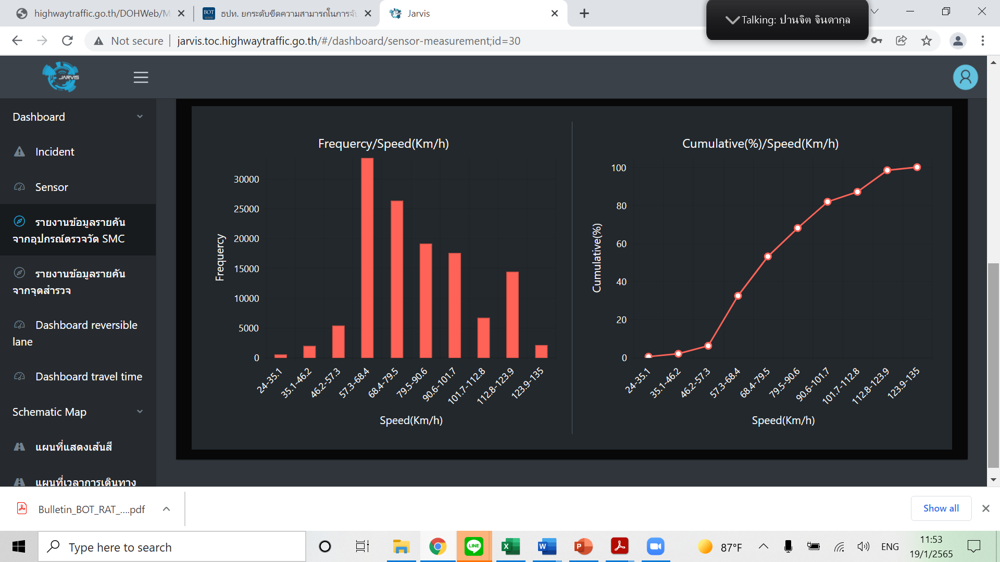 highwaytraffic.go.th/DOHWeb/M
ธปท. ยกระดับขีดความสามารถในการจั
Jarvis
Talking: ปานจิต จินดากุล
Not secure
jarvis.toc.highwaytraffic.go.th/#/dashboard/sensor-measurement;id=30
JARVIS
Dashboard
Incident
Sensor
รายงานข้อมูลรายคัน
จากอุปกรณ์ตรวจวัด SMC
รายงานข้อมูลรายคัน
จากจุดสำรวจ
Dashboard reversible
lane
Dashboard travel time
Schematic Map
แผนที่แสดงเส้นสี
แผนที่เวลาการเดินทาง
Frequercy/Speed(Km/h)
Frequercy
30000
25000
20000
15000
10000
5000
0
24-35.1
35.1-46.2
46.2-57.3
57.3-68.4
68.4-79.5
79.5-90.6
90.6-101.7
101.7-112.8
112.8-123.9
123.9-135
Speed(Km/h)
Cumulative(%)/Speed(Km/h)
Cumulative(%)
100
80
60
40
20
0
24-35.1
35.1-46.2
46.2-57.3
57.3-68.4
68.4-79.5
79.5-90.6
90.6-101.7
101.7-112.8
112.8-123.9
123.9-135
Speed(Km/h)
Bulletin_BOT_RAT_....pdf
Show all
Type here to search
LINE
87°F
ENG
11:53
19/1/2565